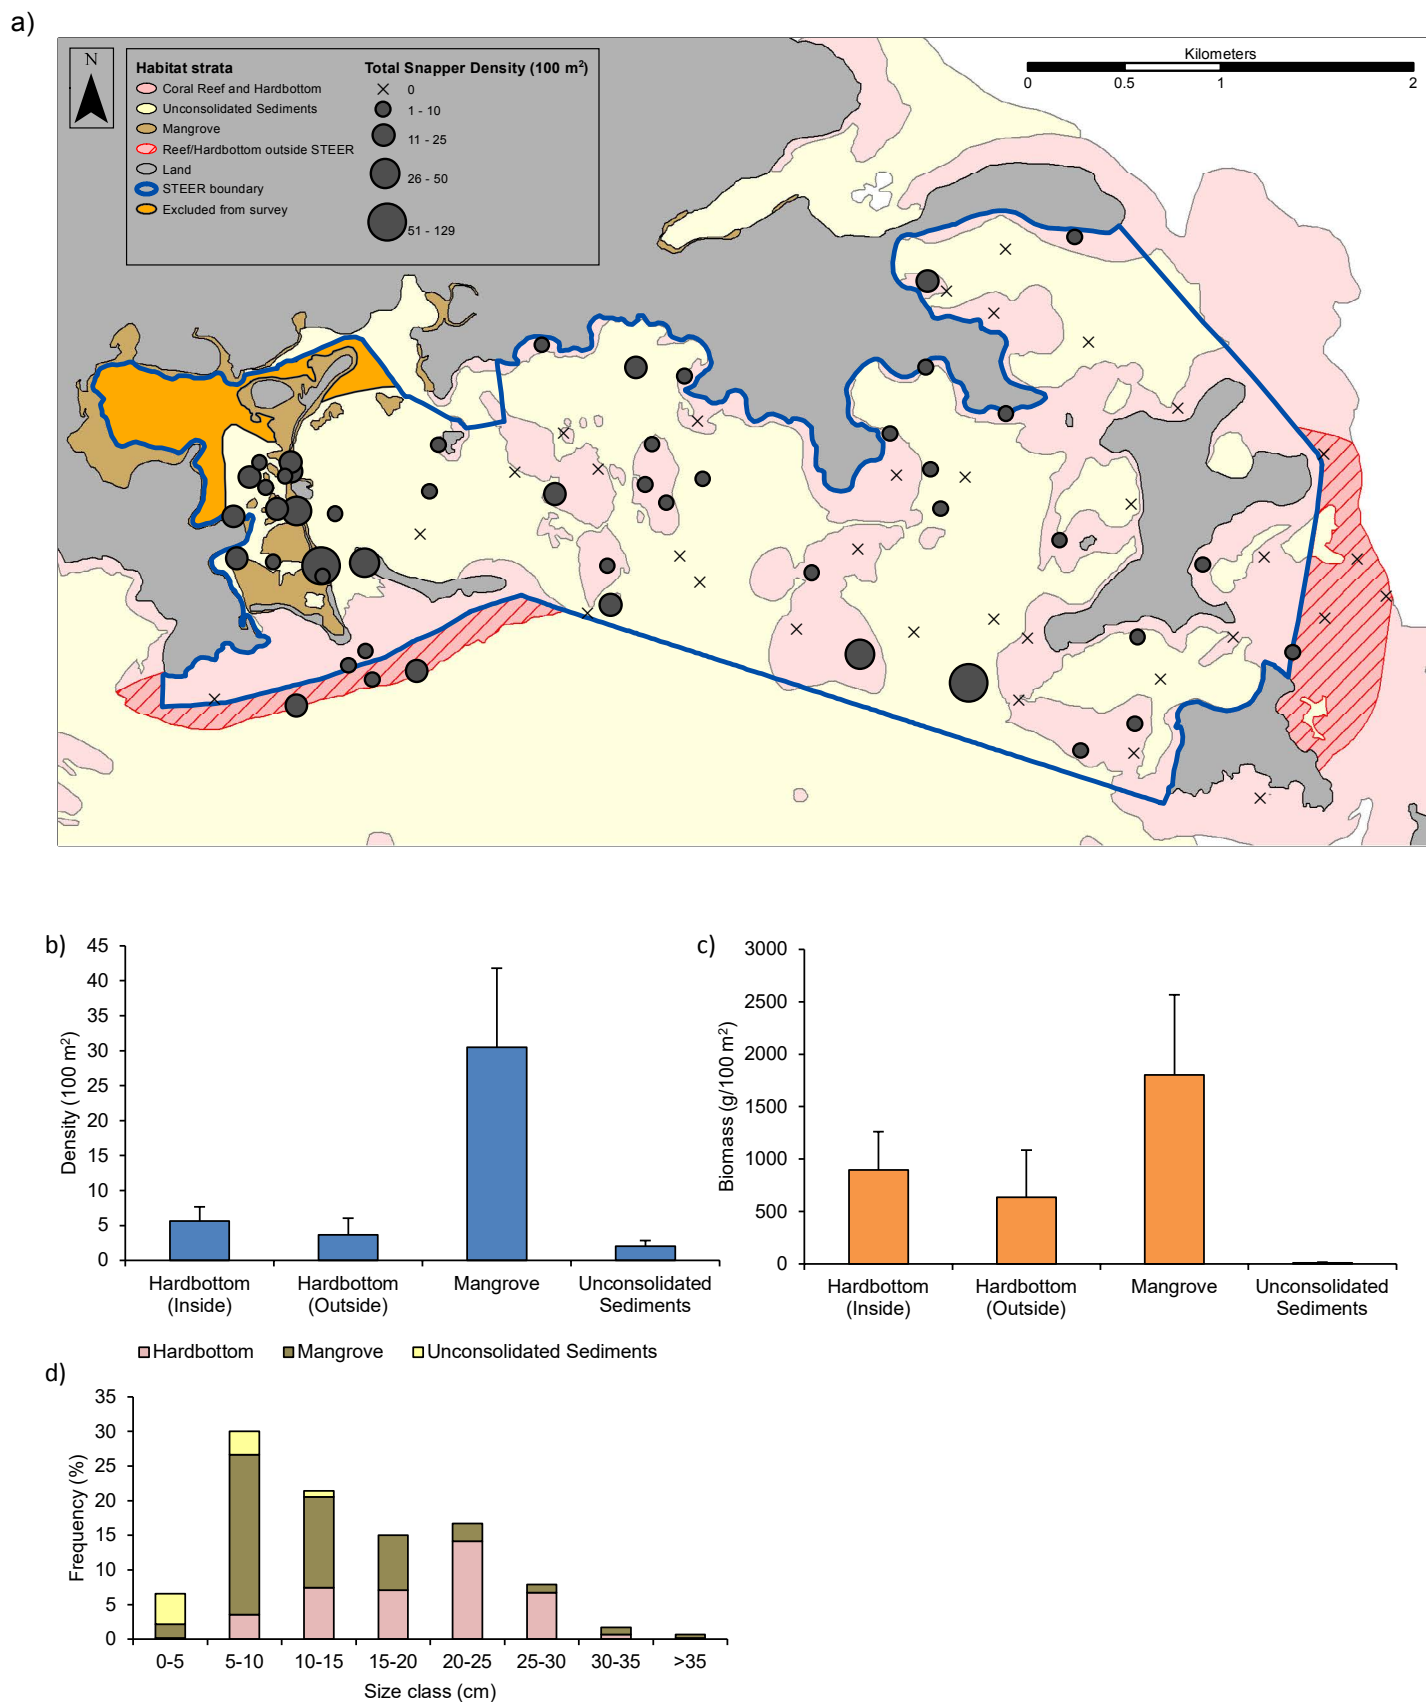 a)
N
Habitat strata
Coral Reef and Hardbottom
Unconsolidated Sediments
Mangrove
Reef/Hardbottom outside STEER
Land
STEER boundary
Excluded from survey
Total Snapper Density (100 m²)
0
1 - 10
11 - 25
26 - 50
51 - 129
Kilometers
0 0.5 1 2
b)
45
40
35
30
25
20
15
10
5
0
Density (100 m²)
Hardbottom (Inside)
Hardbottom (Outside)
Mangrove
Unconsolidated Sediments
c)
3000
2500
2000
1500
1000
500
0
Biomass (g/100 m²)
Hardbottom (Inside)
Hardbottom (Outside)
Mangrove
Unconsolidated Sediments
Hardbottom Mangrove Unconsolidated Sediments
d)
35
30
25
20
15
10
5
0
Frequency (%)
0-5 5-10 10-15 15-20 20-25 25-30 30-35 >35
Size class (cm)